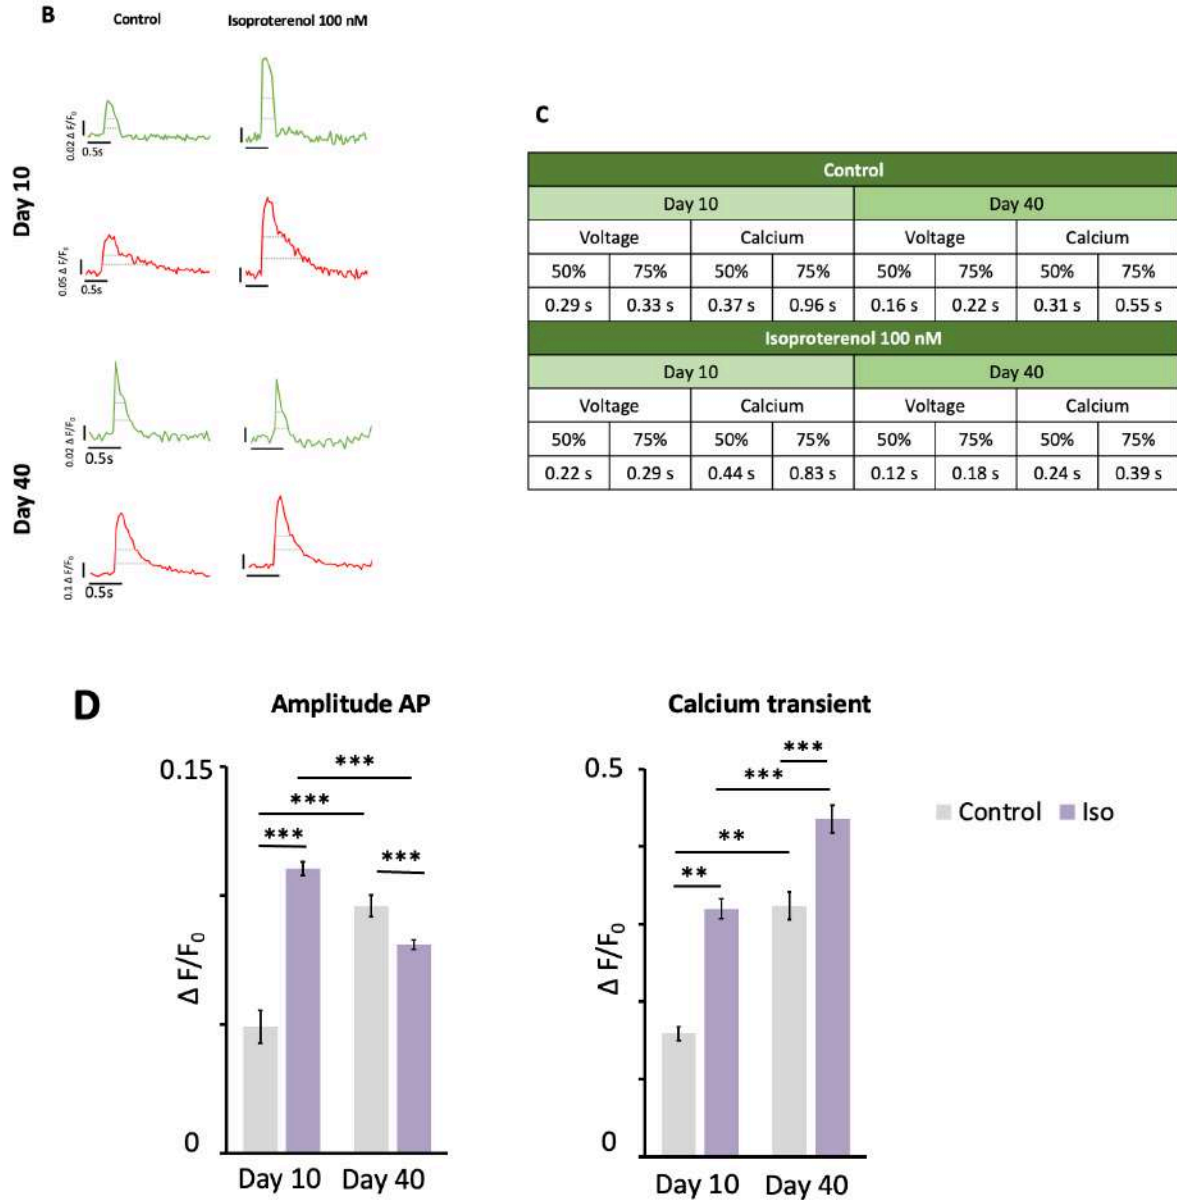 B
Control Isoproterenol 100 nM
Day 10
0.02 Δ F/F₀
0.5s
0.05 Δ F/F₀
0.5s
Day 40
0.02 Δ F/F₀
0.5s
0.1 Δ F/F₀
0.5s
C
Control
Day 10 Day 40
Voltage Calcium Voltage Calcium
50% 75% 50% 75% 50% 75% 50% 75%
0.29 s 0.33 s 0.37 s 0.96 s 0.16 s 0.22 s 0.31 s 0.55 s
Isoproterenol 100 nM
Day 10 Day 40
Voltage Calcium Voltage Calcium
50% 75% 50% 75% 50% 75% 50% 75%
0.22 s 0.29 s 0.44 s 0.83 s 0.12 s 0.18 s 0.24 s 0.39 s
D
Amplitude AP
0.15
***
***
***
***
Δ F/F₀
0
Day 10 Day 40
Calcium transient
0.5
***
***
**
**
Δ F/F₀
0
Day 10 Day 40
Control Iso